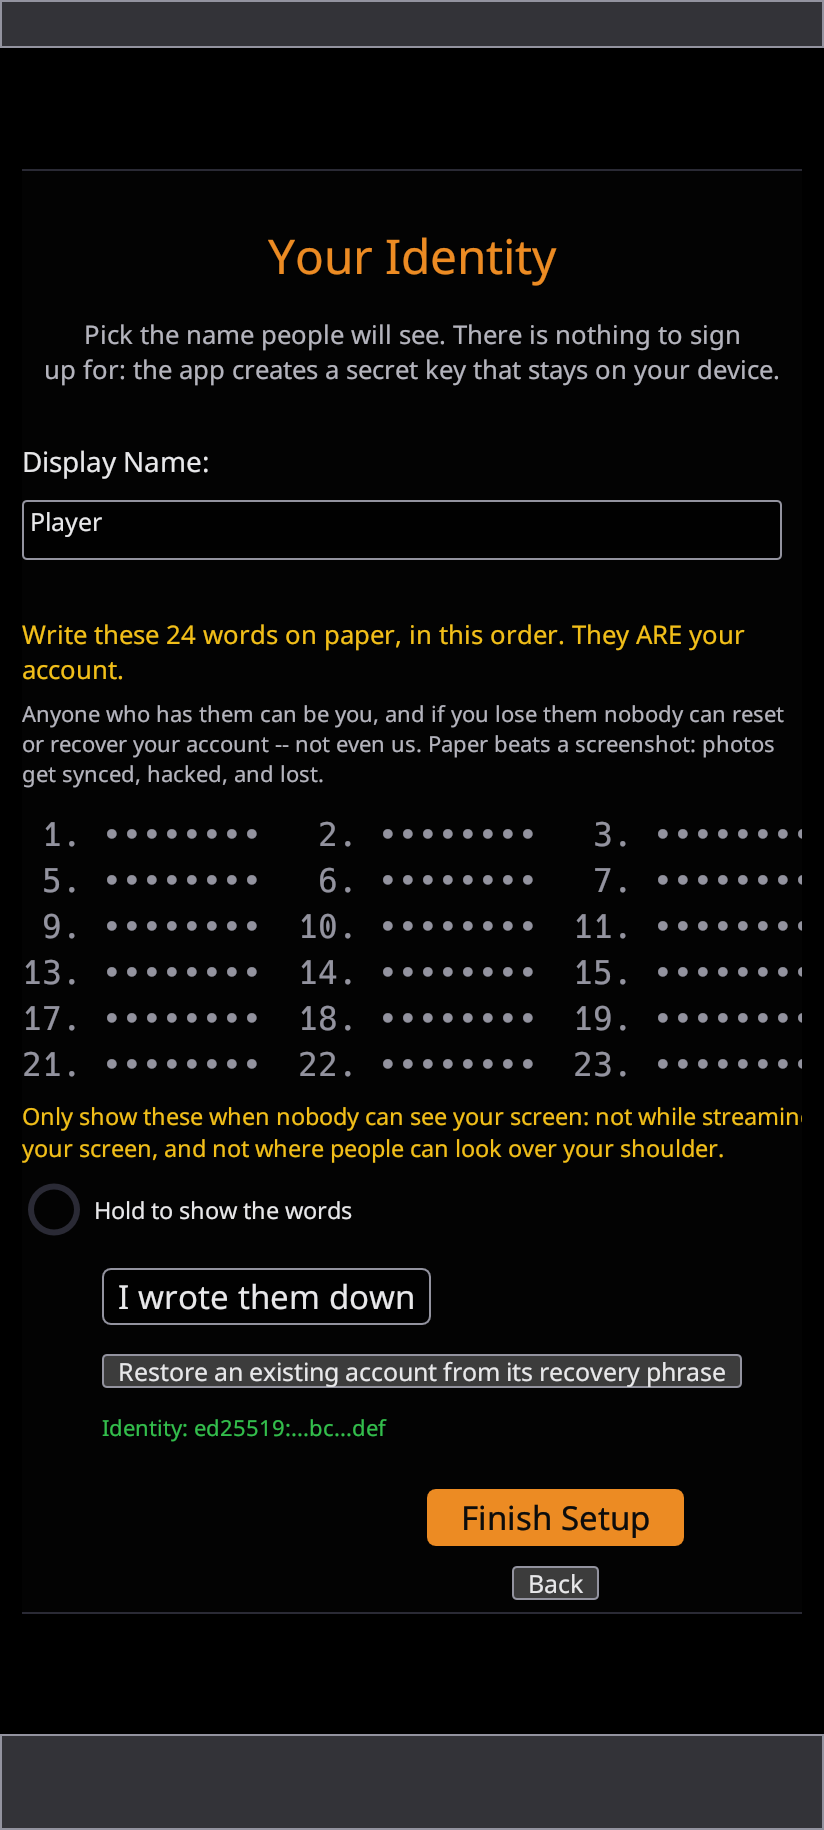 Your Identity
Pick the name people will see. There is nothing to sign
up for: the app creates a secret key that stays on your device.
Display Name:
Player
Write these 24 words on paper, in this order. They ARE your
account.
Anyone who has them can be you, and if you lose them nobody can reset
or recover your account -- not even us. Paper beats a screenshot: photos
get synced, hacked, and lost.
1. •••••••• 2. •••••••• 3. ••••••••
5. •••••••• 6. •••••••• 7. ••••••••
9. •••••••• 10. •••••••• 11. ••••••••
13. •••••••• 14. •••••••• 15. ••••••••
17. •••••••• 18. •••••••• 19. ••••••••
21. •••••••• 22. •••••••• 23. ••••••••
Only show these when nobody can see your screen: not while streamin
your screen, and not where people can look over your shoulder.
Hold to show the words
I wrote them down
Restore an existing account from its recovery phrase
Identity: ed25519:...bc...def
Finish Setup
Back